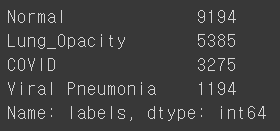 Normal 9194
Lung_Opacity 5385
COVID 3275
Viral Pneumonia 1194
Name: labels, dtype: int64